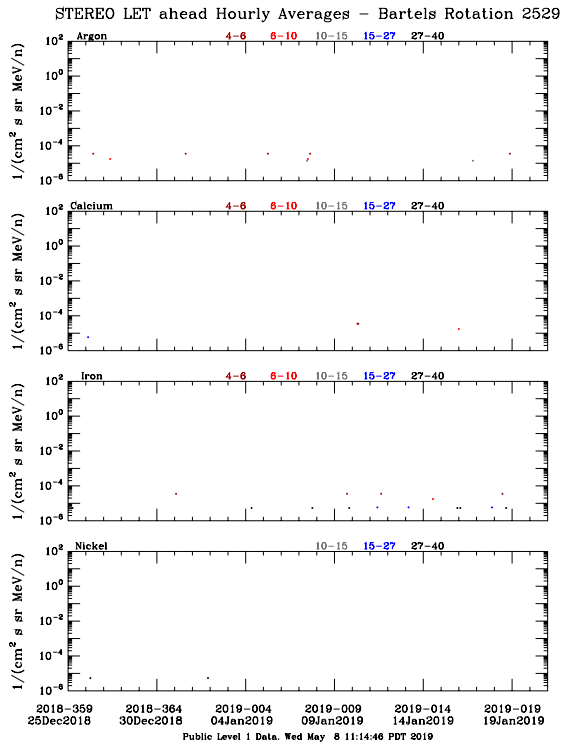 STEREO LET ahead Hourly Averages - Bartels Rotation 2529
Argon 4-6 6-10 10-15 15-27 27-40
10^2
10^0
10^-2
10^-4
10^-6
1/(cm^2 s sr MeV/n)
Calcium 4-6 6-10 10-15 15-27 27-40
10^2
10^0
10^-2
10^-4
10^-6
1/(cm^2 s sr MeV/n)
Iron 4-6 6-10 10-15 15-27 27-40
10^2
10^0
10^-2
10^-4
10^-6
1/(cm^2 s sr MeV/n)
Nickel 10-15 15-27 27-40
10^2
10^0
10^-2
10^-4
10^-6
1/(cm^2 s sr MeV/n)
2018-359 2018-364 2019-004 2019-009 2019-014 2019-019
25Dec2018 30Dec2018 04Jan2019 09Jan2019 14Jan2019 19Jan2019
Public Level 1 Data. Wed May 8 11:14:46 PDT 2019